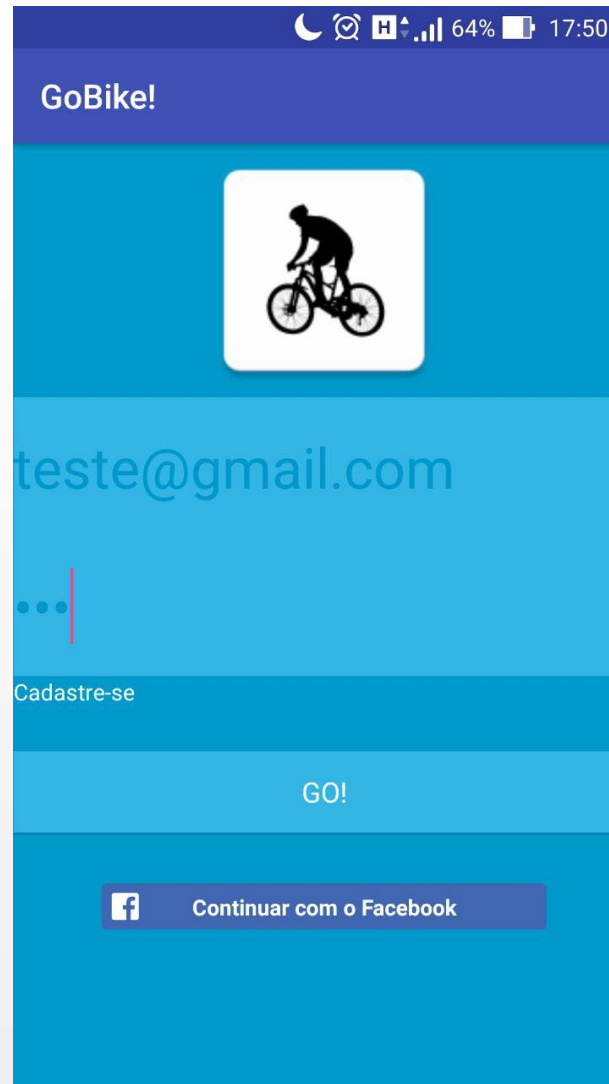 H 64% 17:50
GoBike!
teste@gmail.com
•••
Cadastre-se
GO!
f Continuar com o Facebook